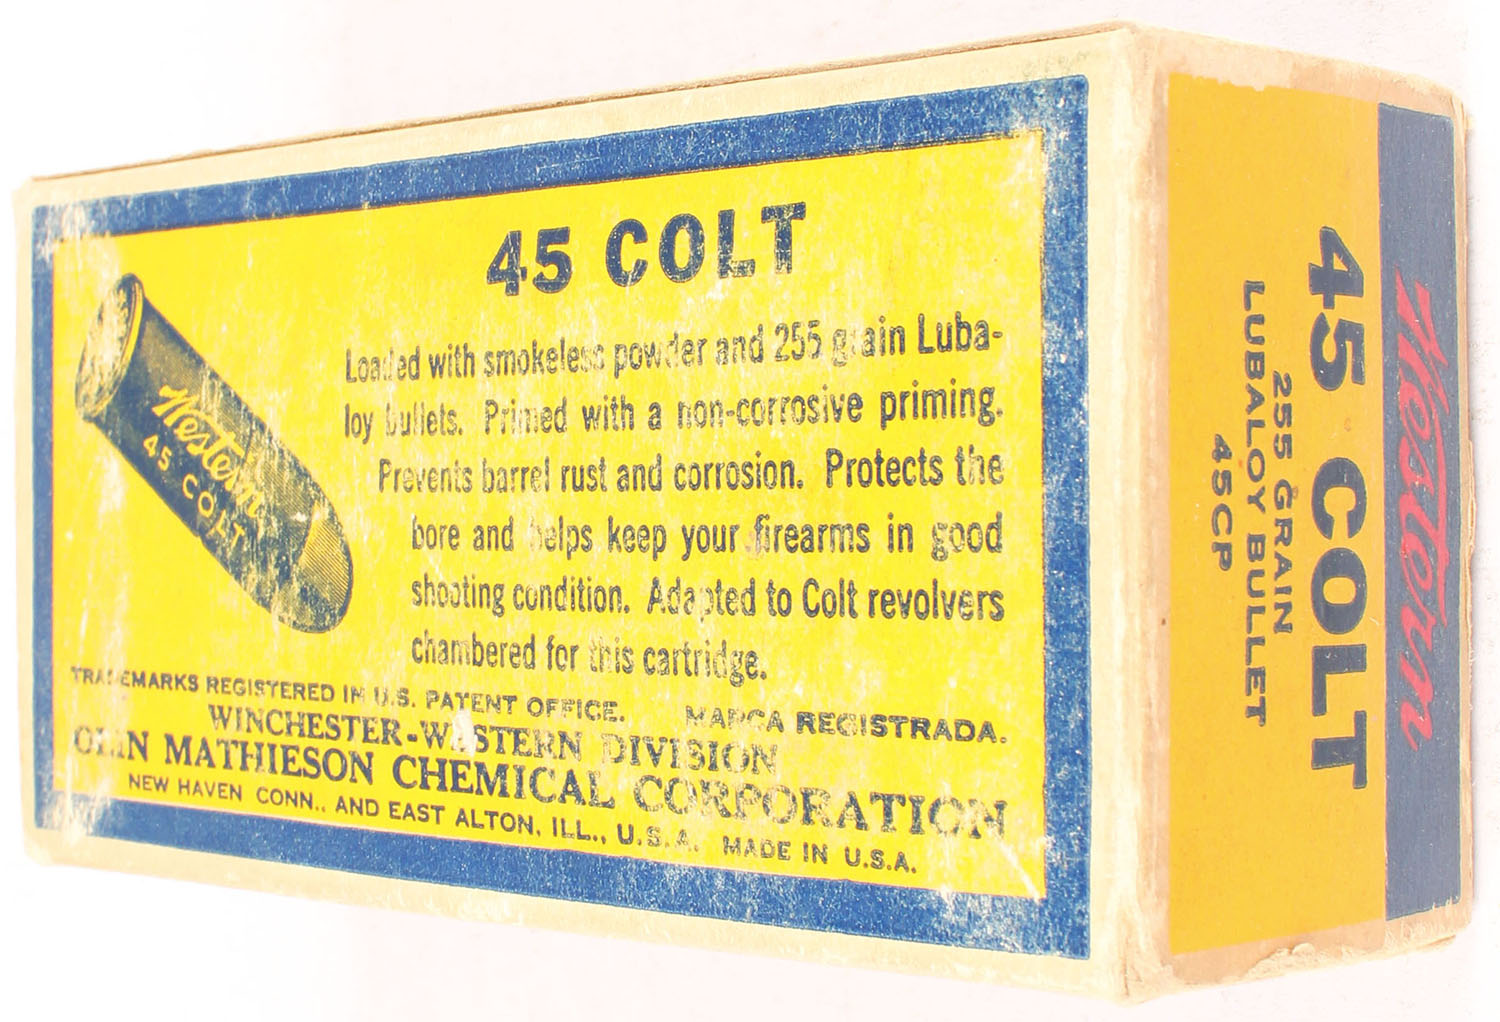 45 COLT
Loaded with smokeless powder and 255 grain Luba-
loy bullets. Primed with a non-corrosive priming.
Prevents barrel rust and corrosion. Protects the
bore and helps keep your firearms in good
shooting condition. Adapted to Colt revolvers
chambered for this cartridge.
Western
45 COLT
TRADEMARKS REGISTERED IN U.S. PATENT OFFICE. MARCA REGISTRADA.
WINCHESTER-WESTERN DIVISION
OLIN MATHIESON CHEMICAL CORPORATION
NEW HAVEN CONN., AND EAST ALTON, ILL., U.S.A. MADE IN U.S.A.
Western
45 COLT
255 GRAIN
LUBALOY BULLET
45CP